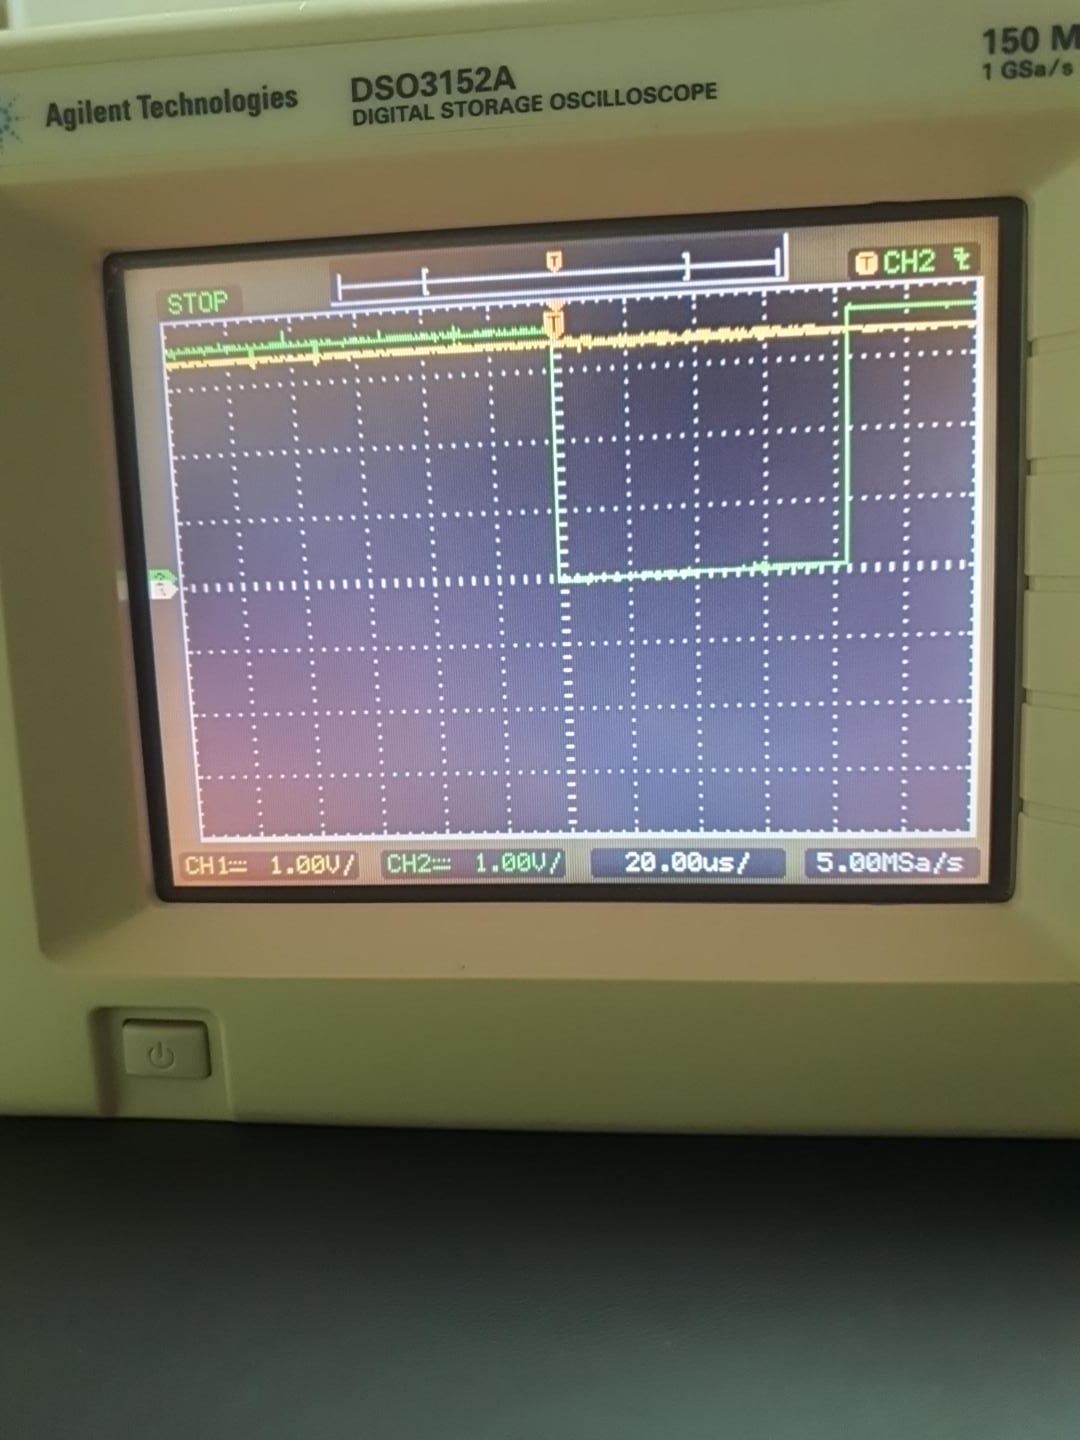 Agilent Technologies
DSO3152A
DIGITAL STORAGE OSCILLOSCOPE
150 M
1 GSa/s
STOP
T
T CH2
T
CH1 1.00V/ CH2 1.00V/ 20.00us/ 5.00MSa/s